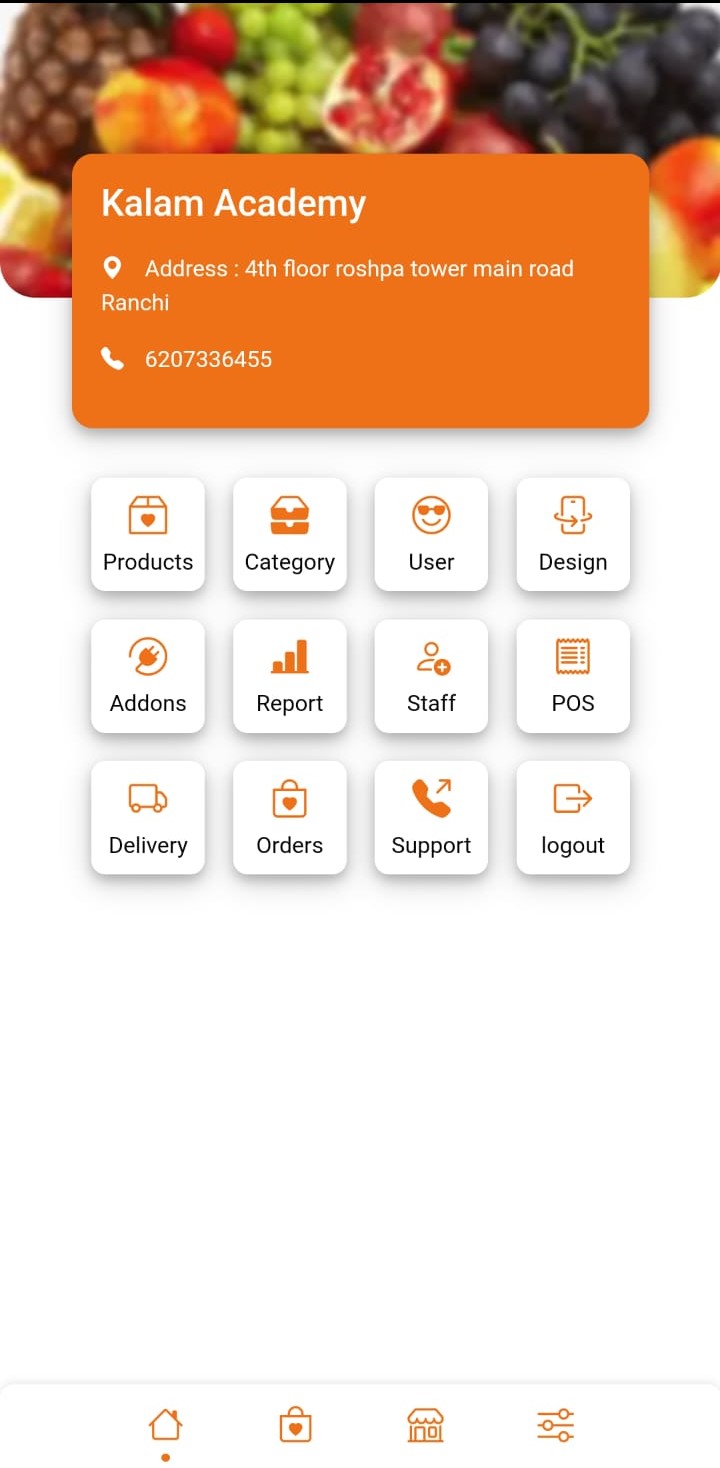 Kalam Academy
Address : 4th floor roshpa tower main road
Ranchi
6207336455
Products Category User Design
Addons Report Staff POS
Delivery Orders Support logout